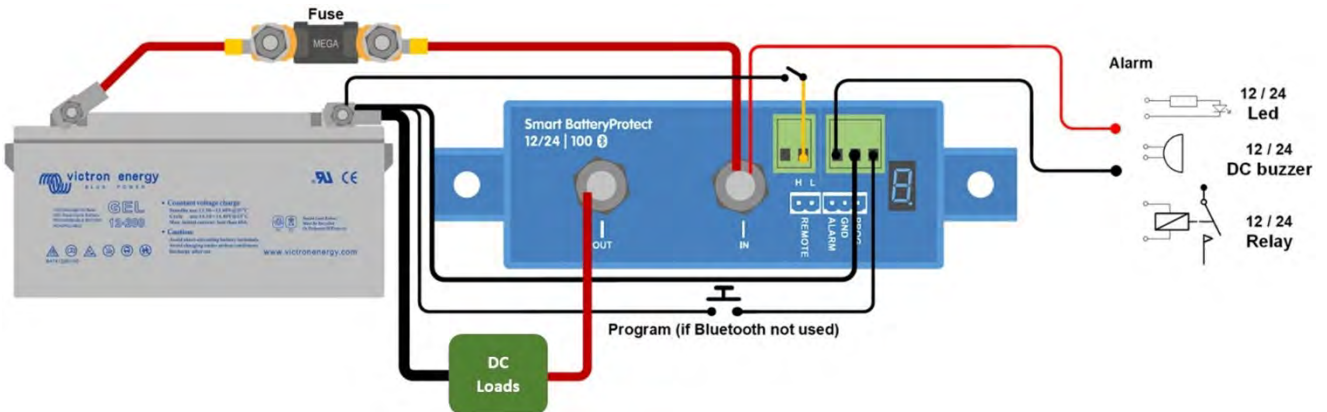 Fuse
MEGA
Alarm
12 / 24
Led
12 / 24
DC buzzer
12 / 24
Relay
Smart BatteryProtect
12/24 | 100
H L
OUT
IN
REMOTE
ALARM
GND
PROG
8
victron energy
BLUE POWER
GEL
12-200
• Constant voltage charge
• Caution
www.victronenergy.com
Program (if Bluetooth not used)
DC
Loads